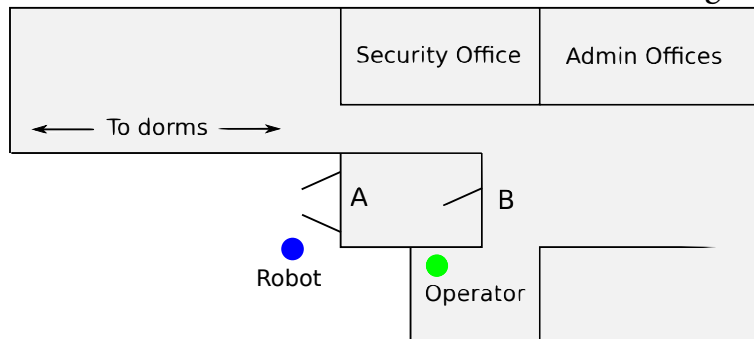 Security Office
Admin Offices
To dorms
A
B
Robot
Operator